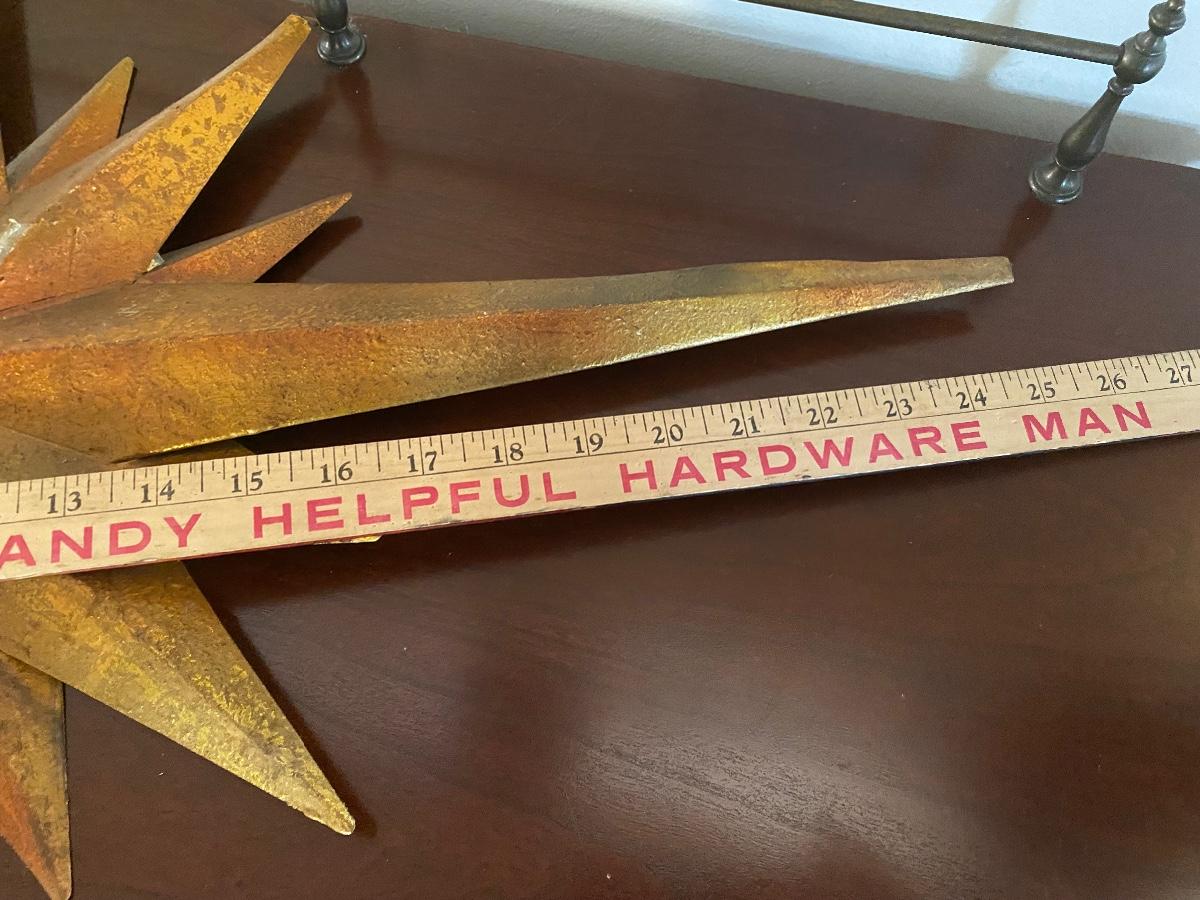 13 14 15 16 17 18 19 20 21 22 23 24 25 26 27
ANDY HELPFUL HARDWARE MAN